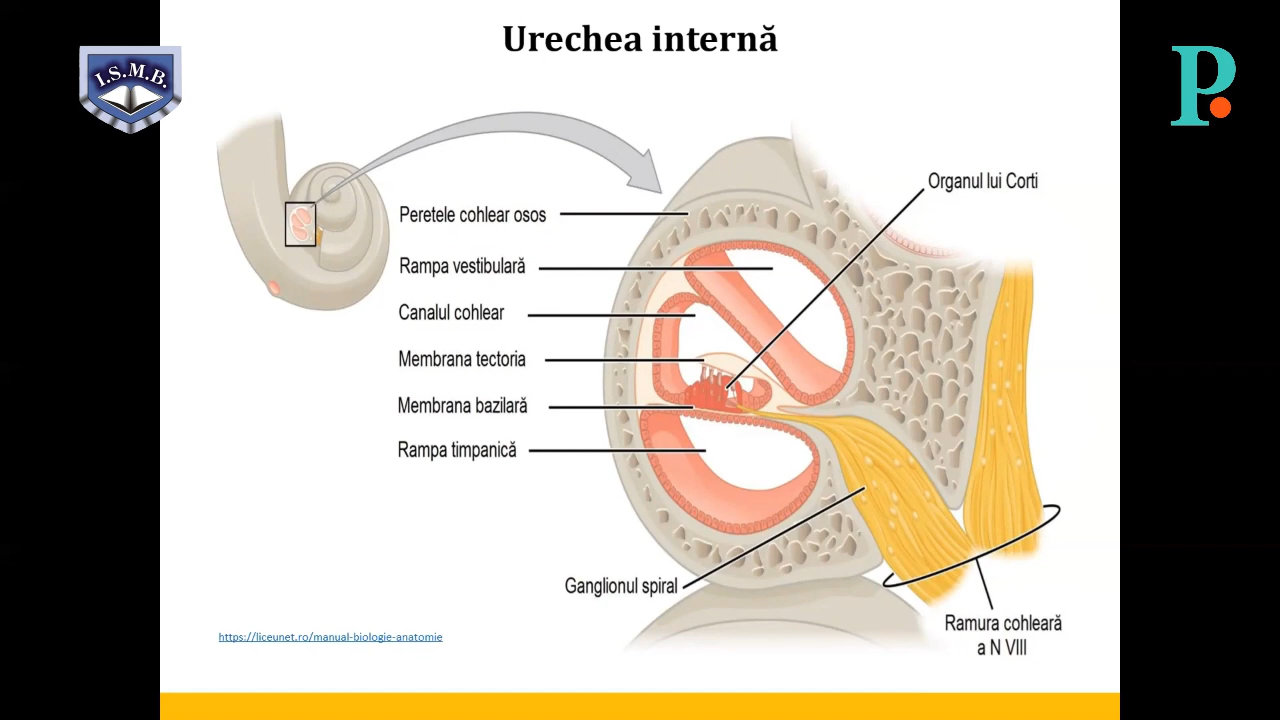 Urechea internă
I.S.M.B.
P.
Organul lui Corti
Peretele cohlear osos
Rampa vestibulară
Canalul cohlear
Membrana tectoria
Membrana bazilară
Rampa timpanică
Ganglionul spiral
Ramura cohleară
a N VIII
https://liceunet.ro/manual-biologie-anatomie